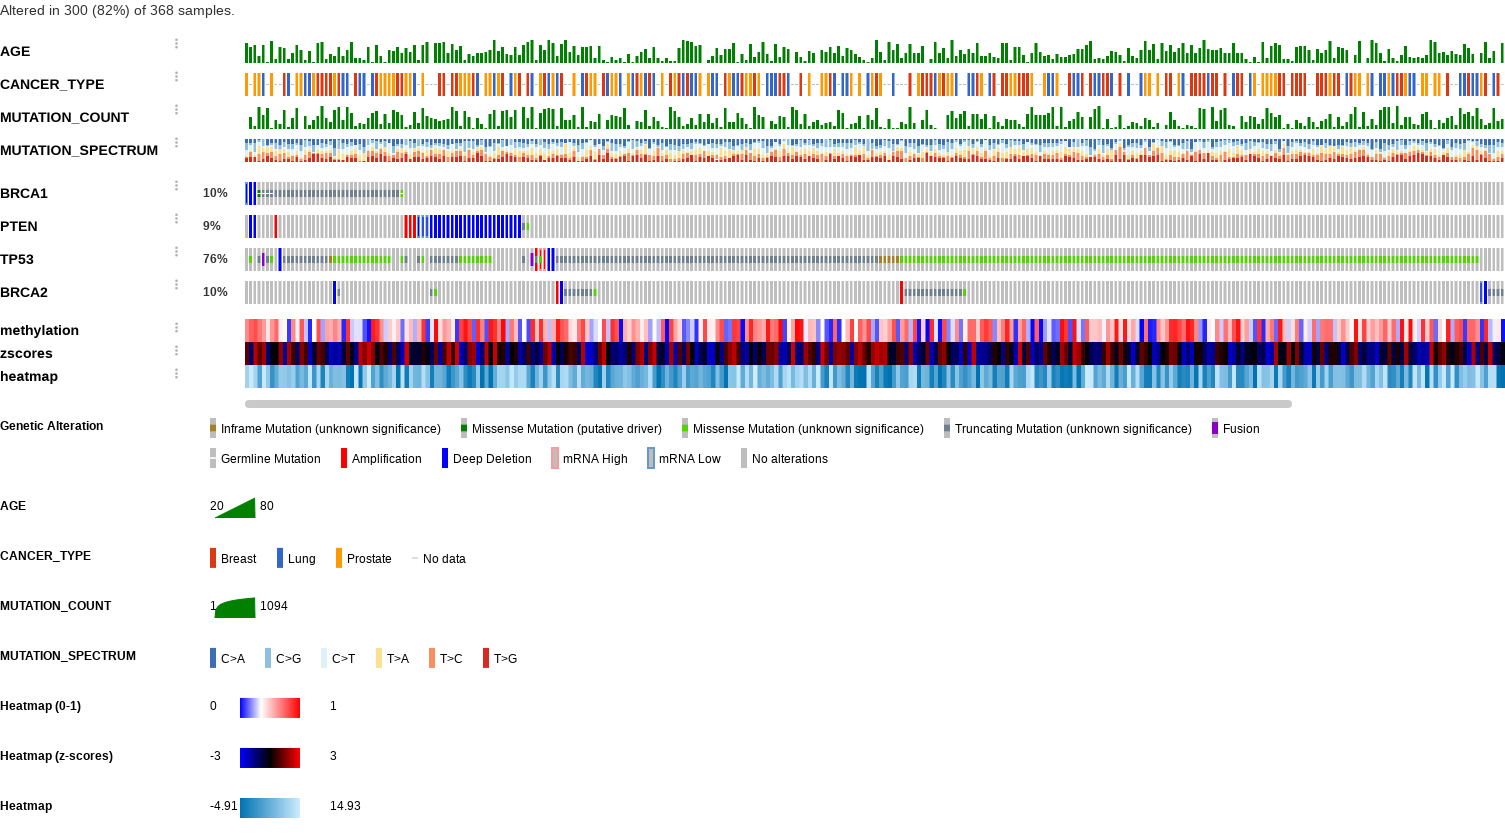 Altered in 300 (82%) of 368 samples.
AGE
CANCER_TYPE
MUTATION_COUNT
MUTATION_SPECTRUM
BRCA1 10%
PTEN 9%
TP53 76%
BRCA2 10%
methylation
zscores
heatmap
Genetic Alteration Inframe Mutation (unknown significance) Missense Mutation (putative driver) Missense Mutation (unknown significance) Truncating Mutation (unknown significance) Fusion
Germline Mutation Amplification Deep Deletion mRNA High mRNA Low No alterations
AGE 20 80
CANCER_TYPE Breast Lung Prostate No data
MUTATION_COUNT 1 1094
MUTATION_SPECTRUM C>A C>G C>T T>A T>C T>G
Heatmap (0-1) 0 1
Heatmap (z-scores) -3 3
Heatmap -4.91 14.93